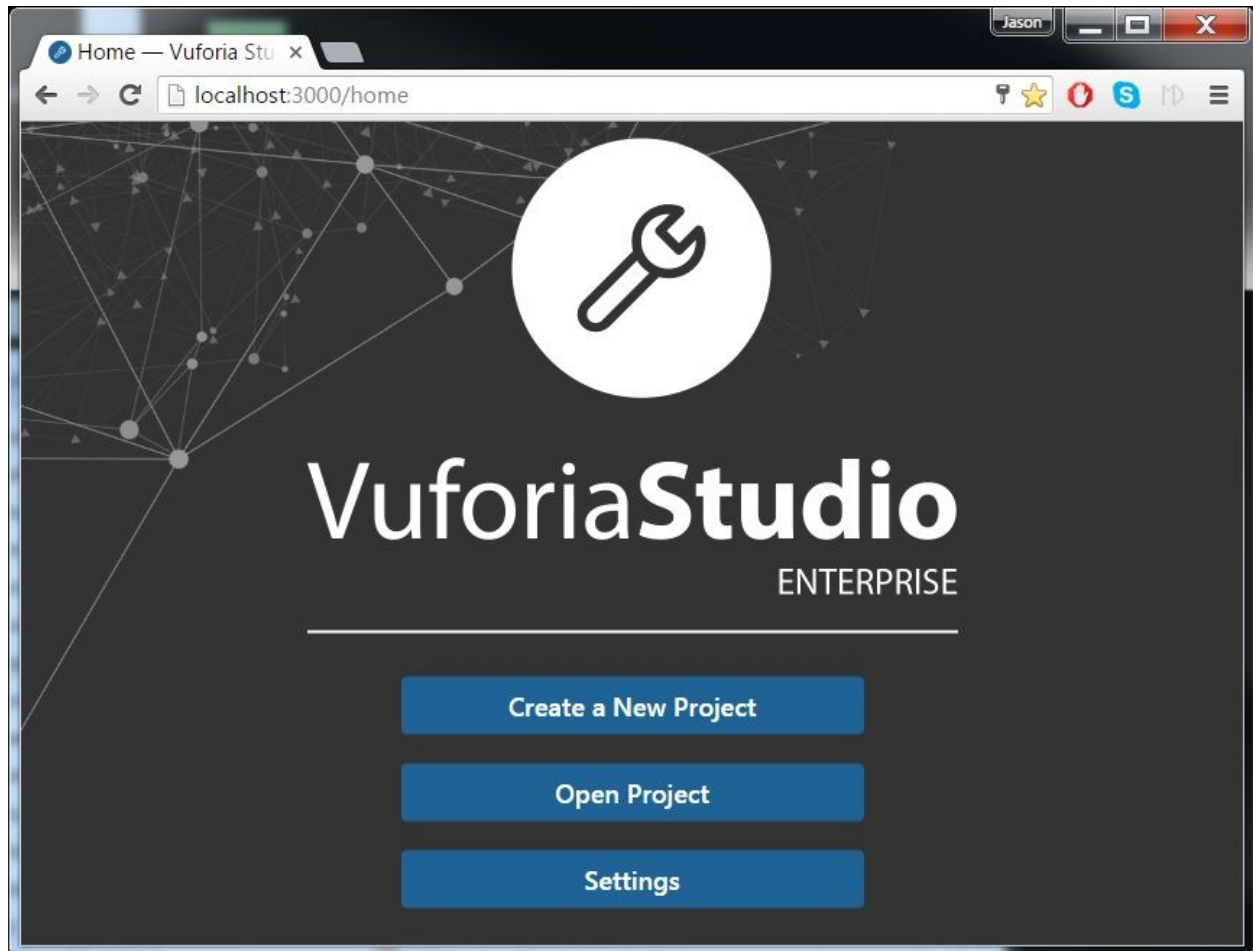 Jason
Home — Vuforia Stu
localhost:3000/home
VuforiaStudio
ENTERPRISE
Create a New Project
Open Project
Settings